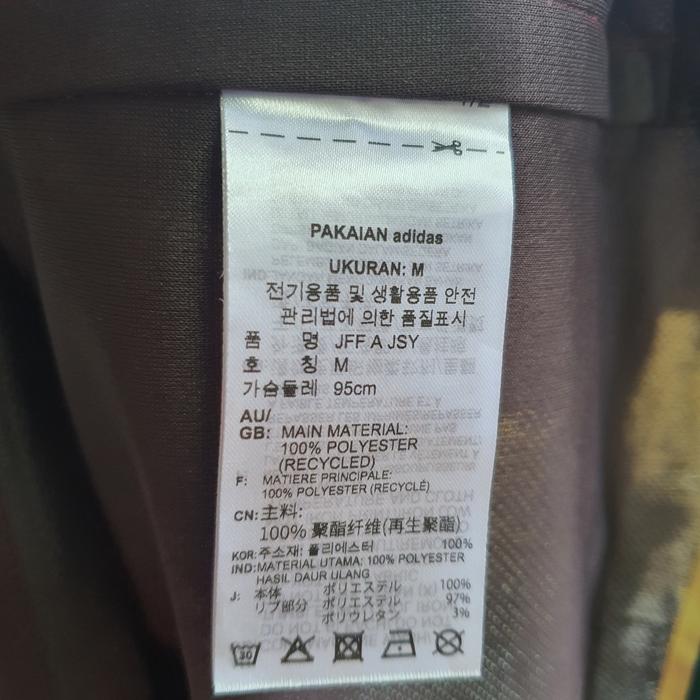 PAKAIAN adidas
UKURAN: M
전기용품 및 생활용품 안전
관리법에 의한 품질표시
품 명 JFF A JSY
호 칭 M
가슴둘레 95cm
AU/
GB: MAIN MATERIAL:
100% POLYESTER
(RECYCLED)
F: MATIERE PRINCIPALE:
100% POLYESTER (RECYCLÉ)
CN: 主料:
100% 聚酯纤维(再生聚酯)
KOR: 주소재: 폴리에스터 100%
IND: MATERIAL UTAMA: 100% POLYESTER
HASIL DAUR ULANG
J: 本体 ポリエステル 100%
リブ部分 ポリエステル 97%
ポリウレタン 3%
30